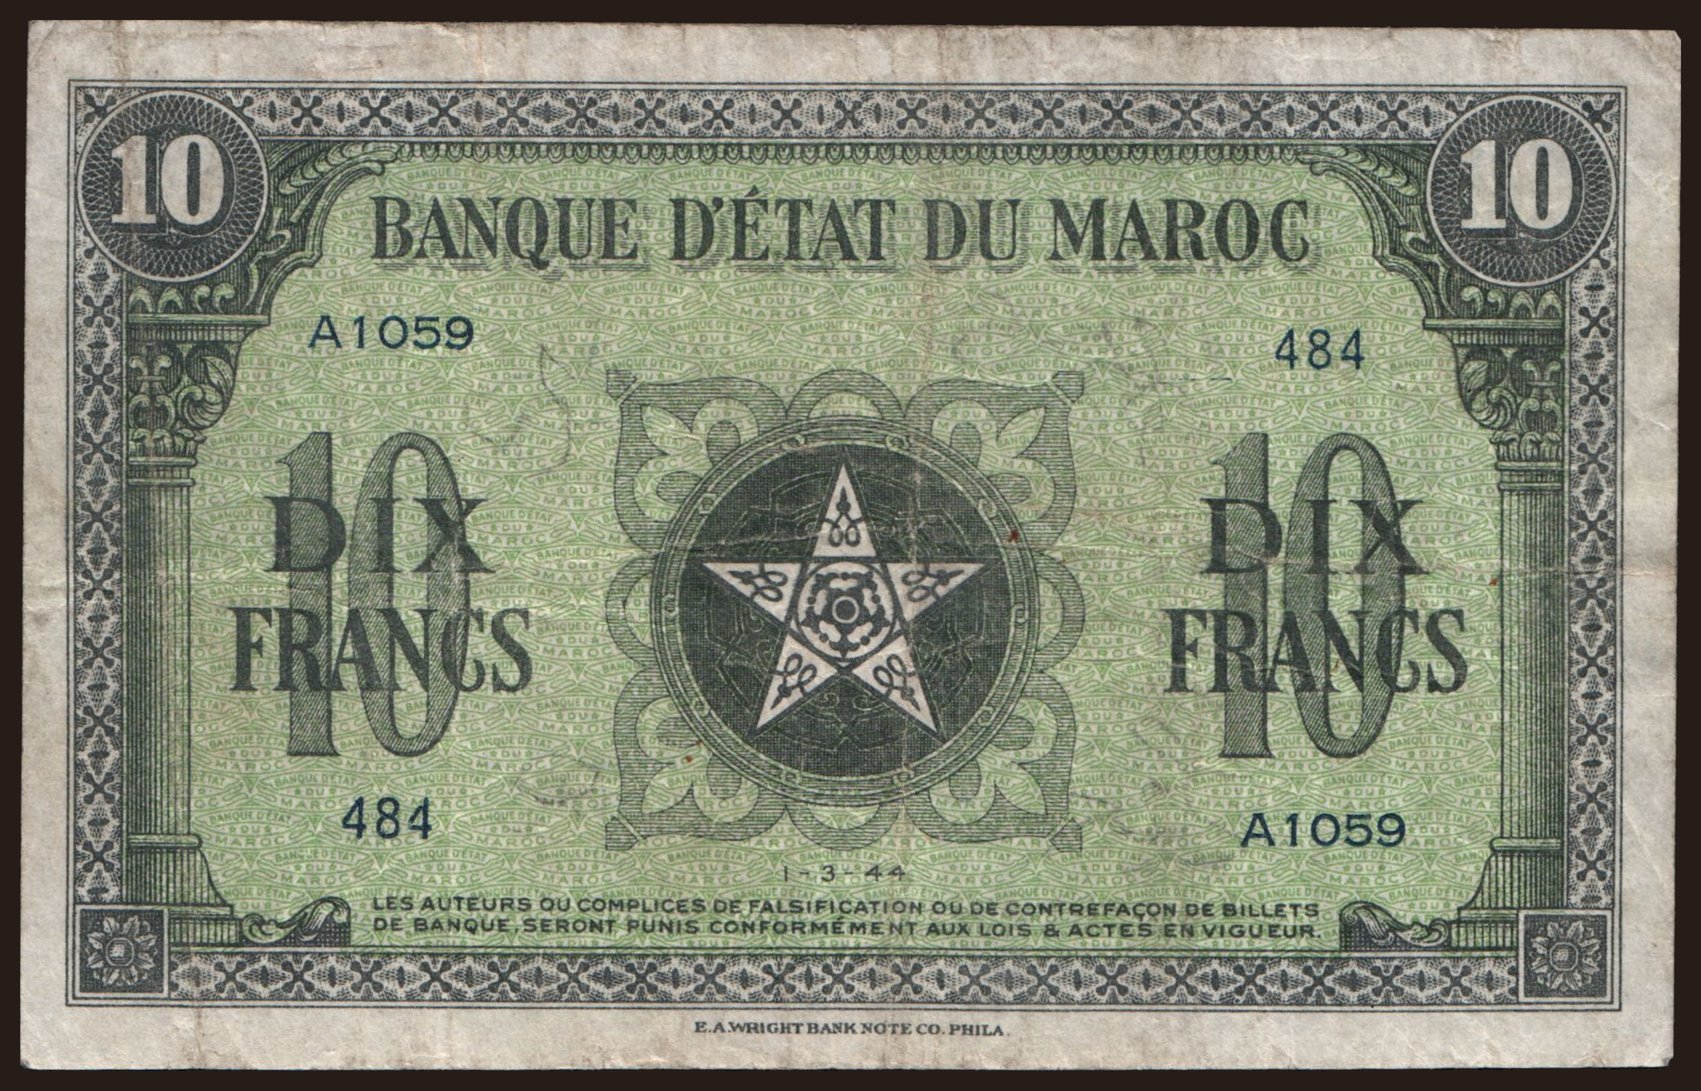 10 10
BANQUE D'ÉTAT DU MAROC
A1059 484
10 10
DIX DIX
FRANCS FRANCS
484 A1059
1-3-44
LES AUTEURS OU COMPLICES DE FALSIFICATION OU DE CONTREFAÇON DE BILLETS
DE BANQUE, SERONT PUNIS CONFORMÉMENT AUX LOIS & ACTES EN VIGUEUR.
E.A.WRIGHT BANK NOTE CO. PHILA.